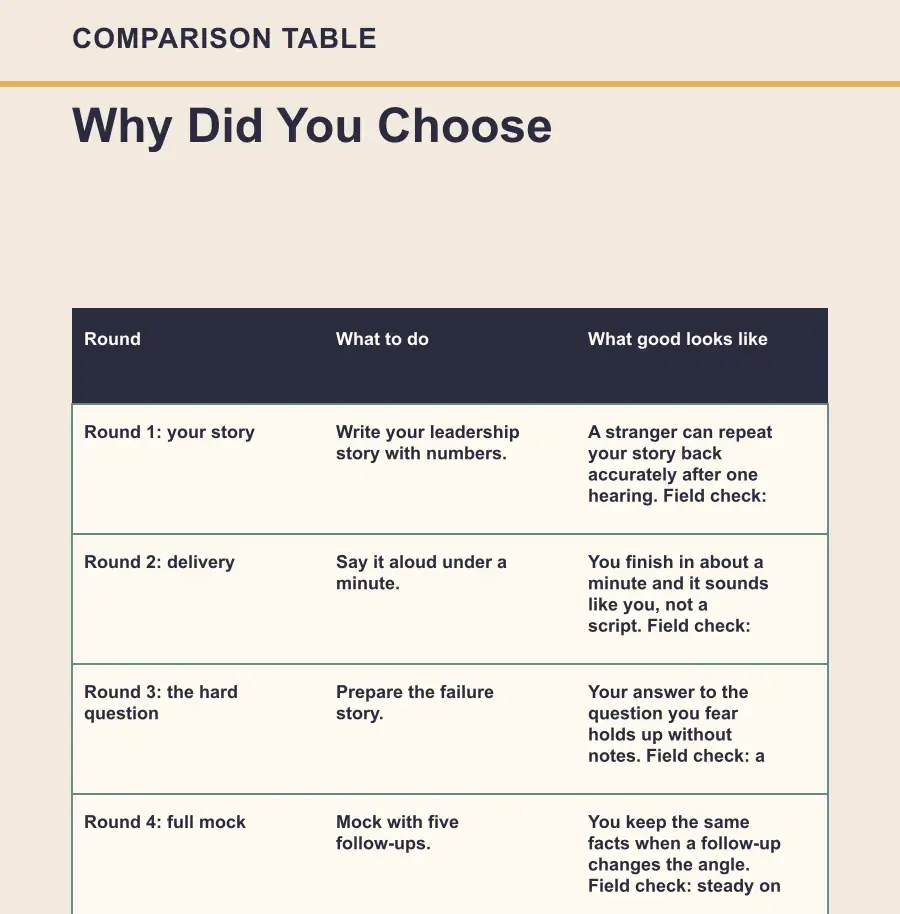 COMPARISON TABLE
Why Did You Choose
Round
What to do
What good looks like
Round 1: your story
Write your leadership
story with numbers.
A stranger can repeat
your story back
accurately after one
hearing. Field check:
Round 2: delivery
Say it aloud under a
minute.
You finish in about a
minute and it sounds
like you, not a
script. Field check:
Round 3: the hard
question
Prepare the failure
story.
Your answer to the
question you fear
holds up without
notes. Field check: a
Round 4: full mock
Mock with five
follow-ups.
You keep the same
facts when a follow-up
changes the angle.
Field check: steady on